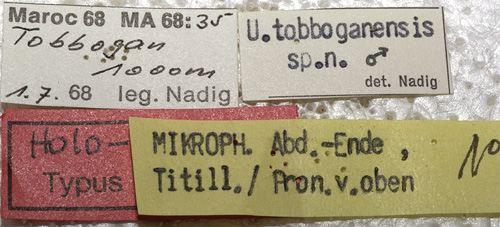 Maroc 68 MA 68:35
Tobbogan
1000m
1.7.68 leg. Nadig
U.tobboganensis
sp.n. ♂
det. Nadig
Holo-
Typus
MIKROPH. Abd.-Ende,
Titill./ Pron.v.oben